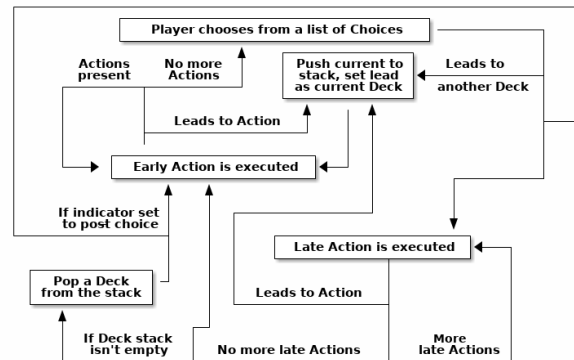 Player chooses from a list of Choices
Actions
present
No more
Actions
Push current to
stack, set lead
as current Deck
Leads to
another Deck
Leads to Action
Early Action is executed
If indicator set
to post choice
Late Action is executed
Pop a Deck
from the stack
Leads to Action
If Deck stack
isn't empty
No more late Actions
More
late Actions